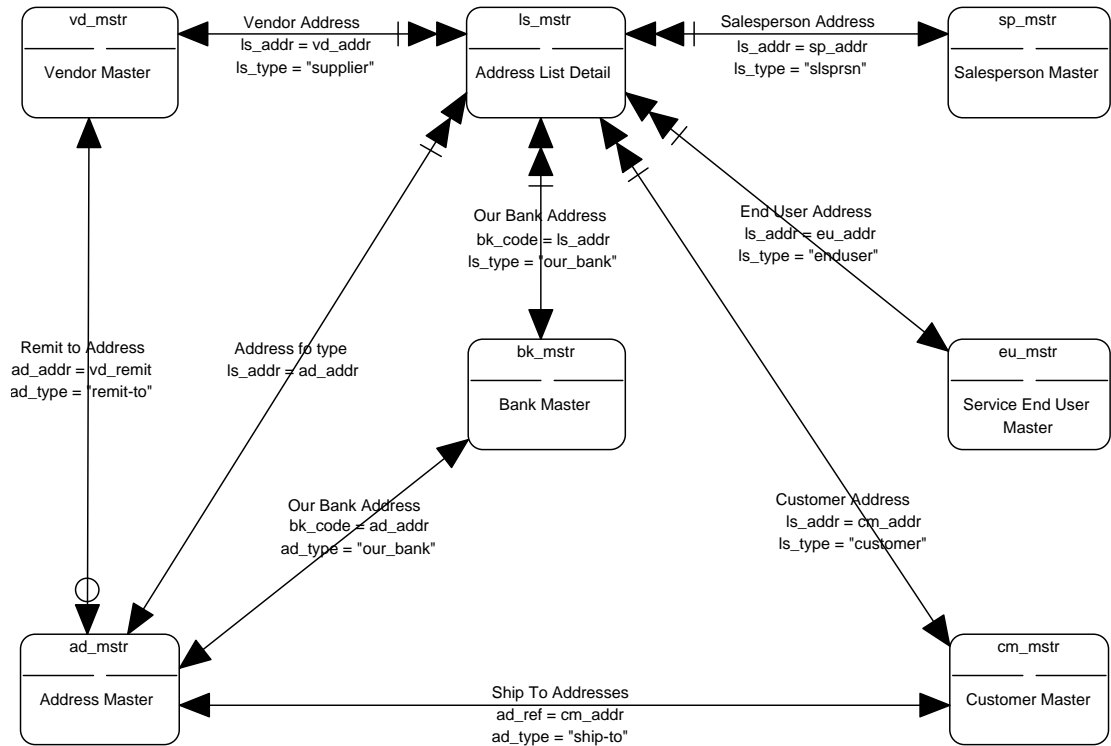 vd_mstr
Vendor Master
Vendor Address
ls_addr = vd_addr
ls_type = "supplier"
ls_mstr
Address List Detail
Salesperson Address
ls_addr = sp_addr
ls_type = "slsprsn"
sp_mstr
Salesperson Master
Our Bank Address
bk_code = ls_addr
ls_type = "our_bank"
End User Address
ls_addr = eu_addr
ls_type = "enduser"
Remit to Address
ad_addr = vd_remit
ad_type = "remit-to"
Address fo type
ls_addr = ad_addr
bk_mstr
Bank Master
eu_mstr
Service End User
Master
Our Bank Address
bk_code = ad_addr
ad_type = "our_bank"
Customer Address
ls_addr = cm_addr
ls_type = "customer"
ad_mstr
Address Master
Ship To Addresses
ad_ref = cm_addr
ad_type = "ship-to"
cm_mstr
Customer Master